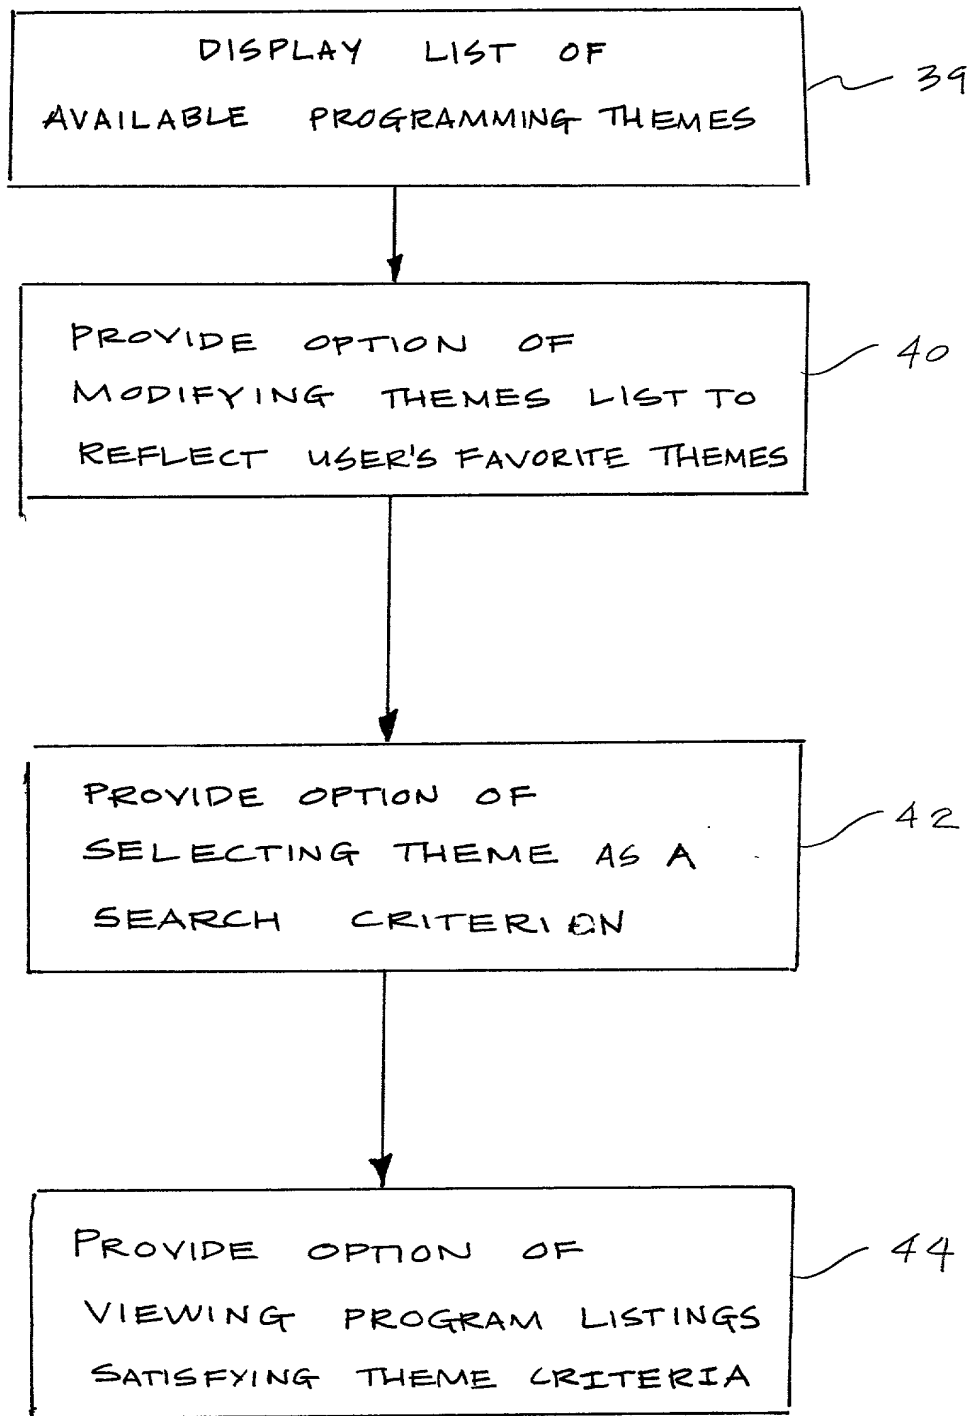 DISPLAY LIST OF
AVAILABLE PROGRAMMING THEMES
39
PROVIDE OPTION OF
MODIFYING THEMES LIST TO
REFLECT USER'S FAVORITE THEMES
40
PROVIDE OPTION OF
SELECTING THEME AS A
SEARCH CRITERION
42
PROVIDE OPTION OF
VIEWING PROGRAM LISTINGS
SATISFYING THEME CRITERIA
44